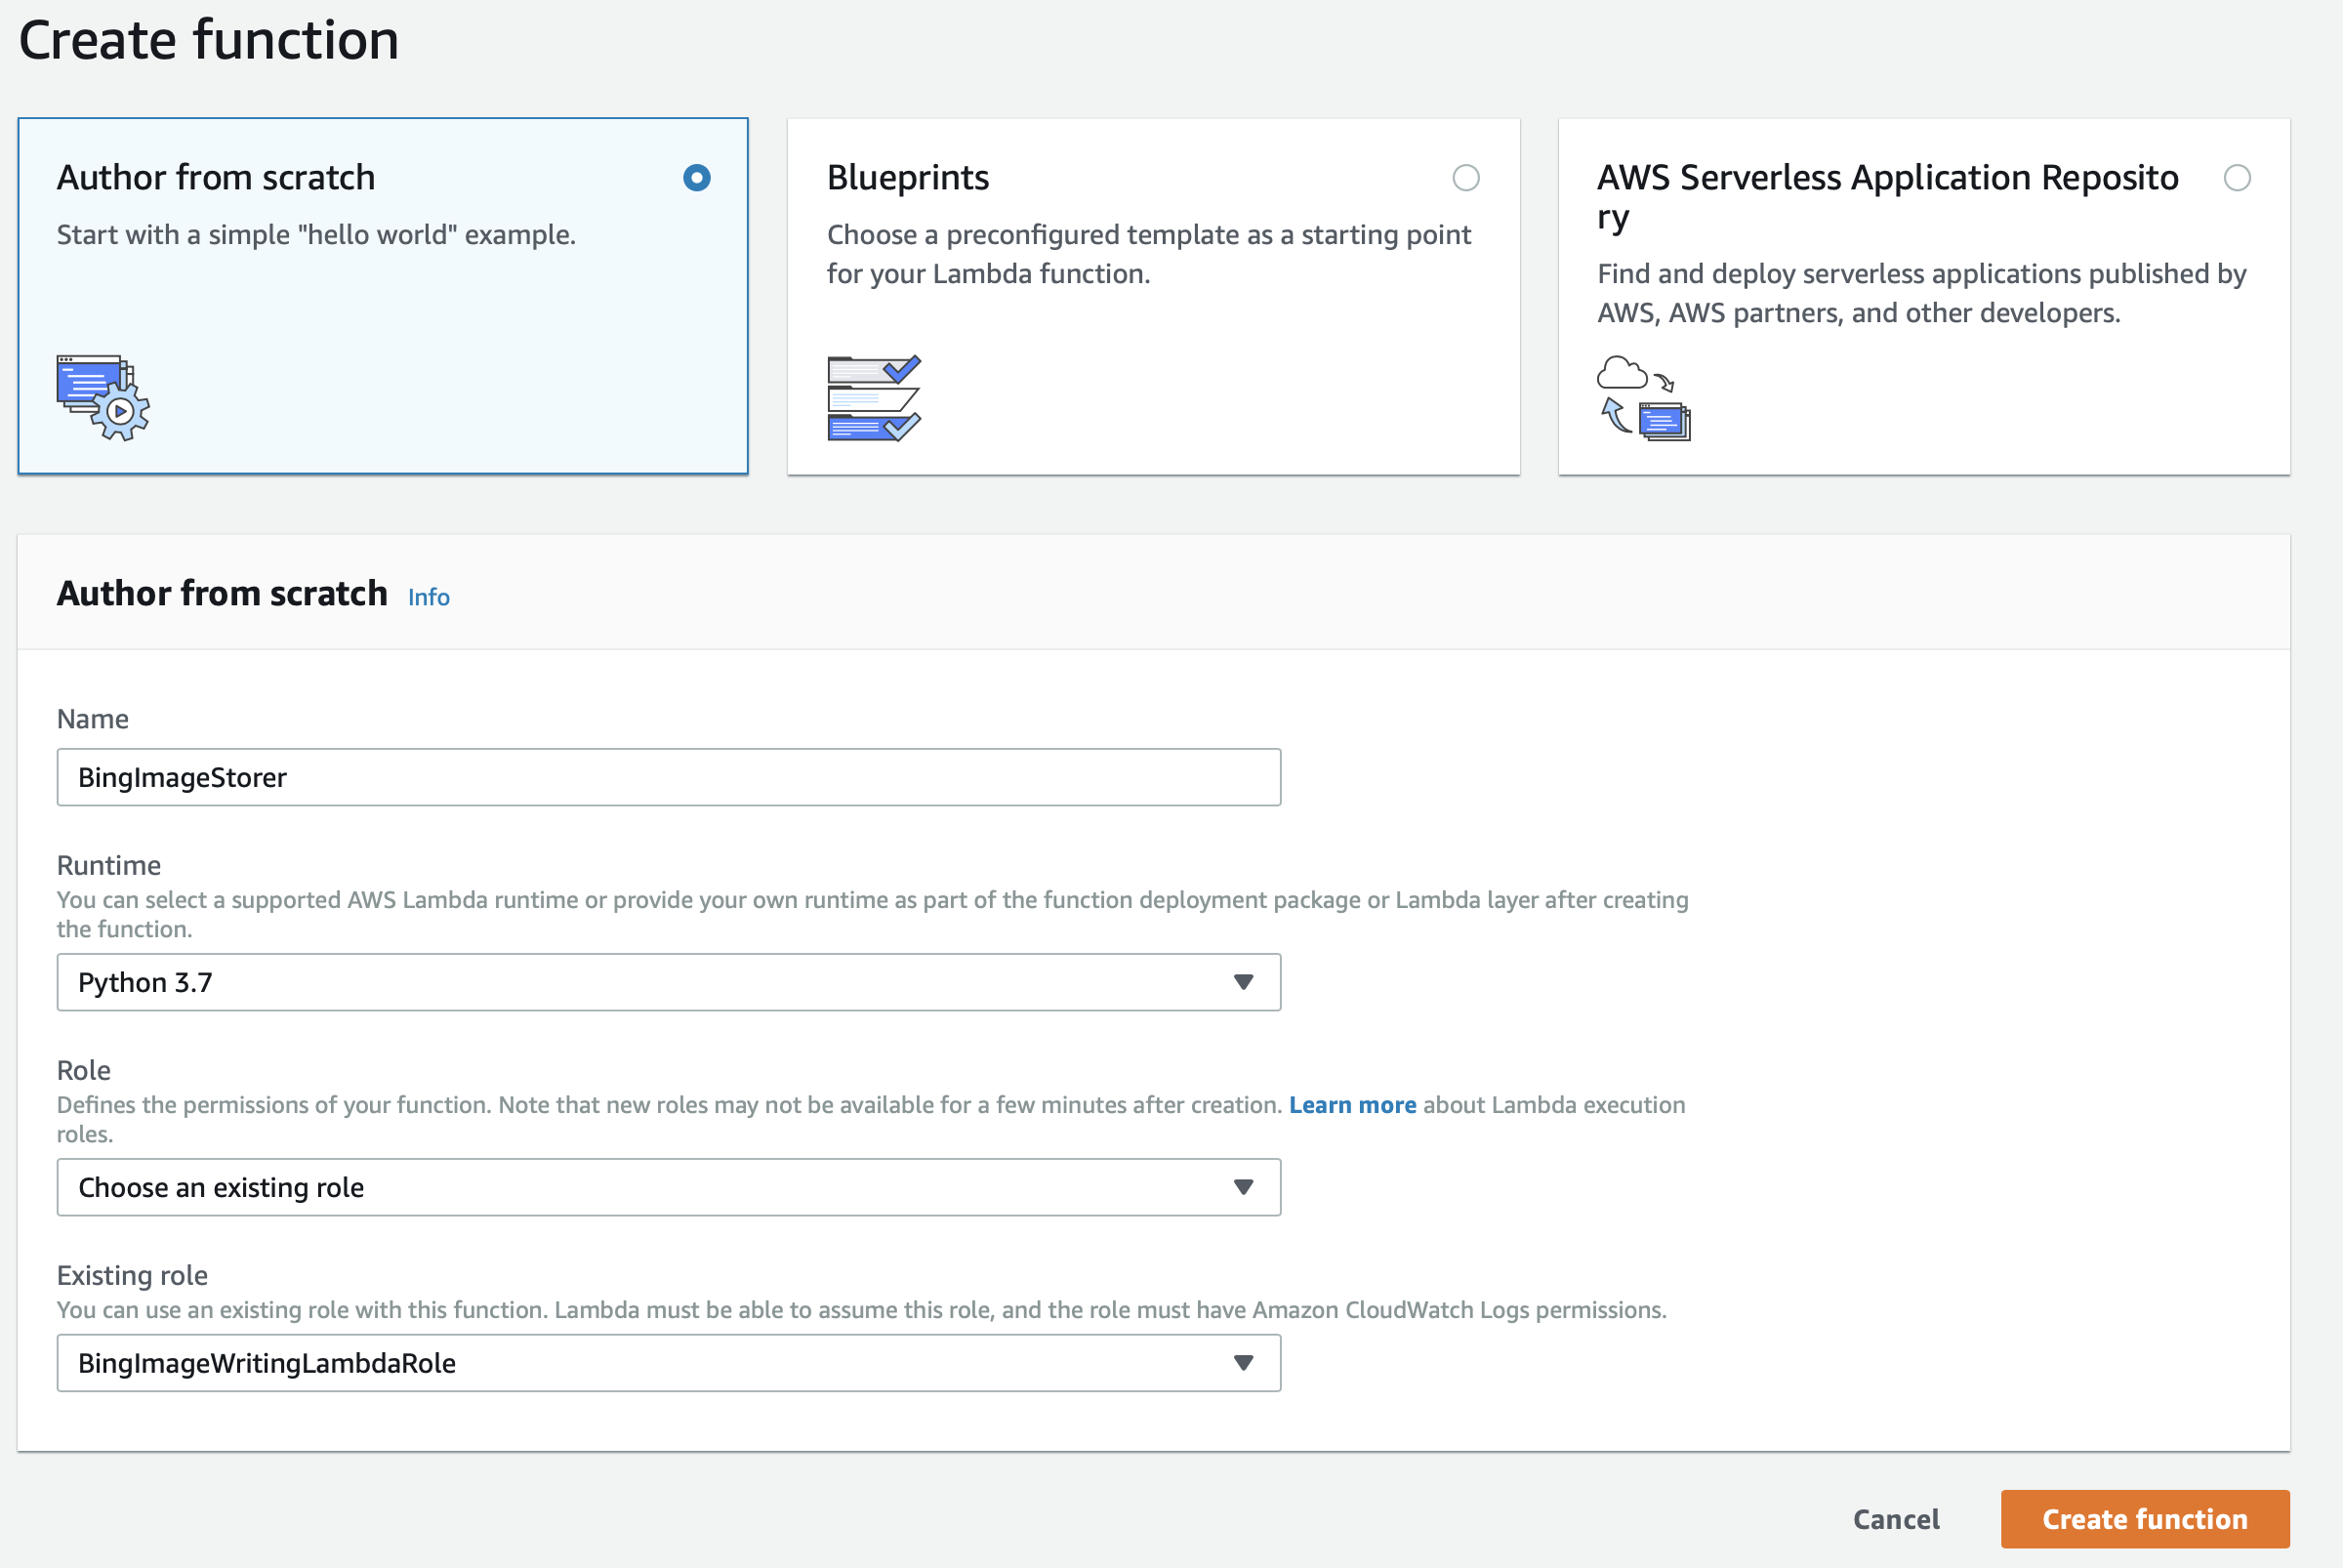 Create function
Author from scratch
Start with a simple "hello world" example.
Blueprints
Choose a preconfigured template as a starting point
for your Lambda function.
AWS Serverless Application Reposito
ry
Find and deploy serverless applications published by
AWS, AWS partners, and other developers.
Author from scratch Info
Name
BingImageStorer
Runtime
You can select a supported AWS Lambda runtime or provide your own runtime as part of the function deployment package or Lambda layer after creating
the function.
Python 3.7
Role
Defines the permissions of your function. Note that new roles may not be available for a few minutes after creation. Learn more about Lambda execution
roles.
Choose an existing role
Existing role
You can use an existing role with this function. Lambda must be able to assume this role, and the role must have Amazon CloudWatch Logs permissions.
BingImageWritingLambdaRole
Cancel
Create function